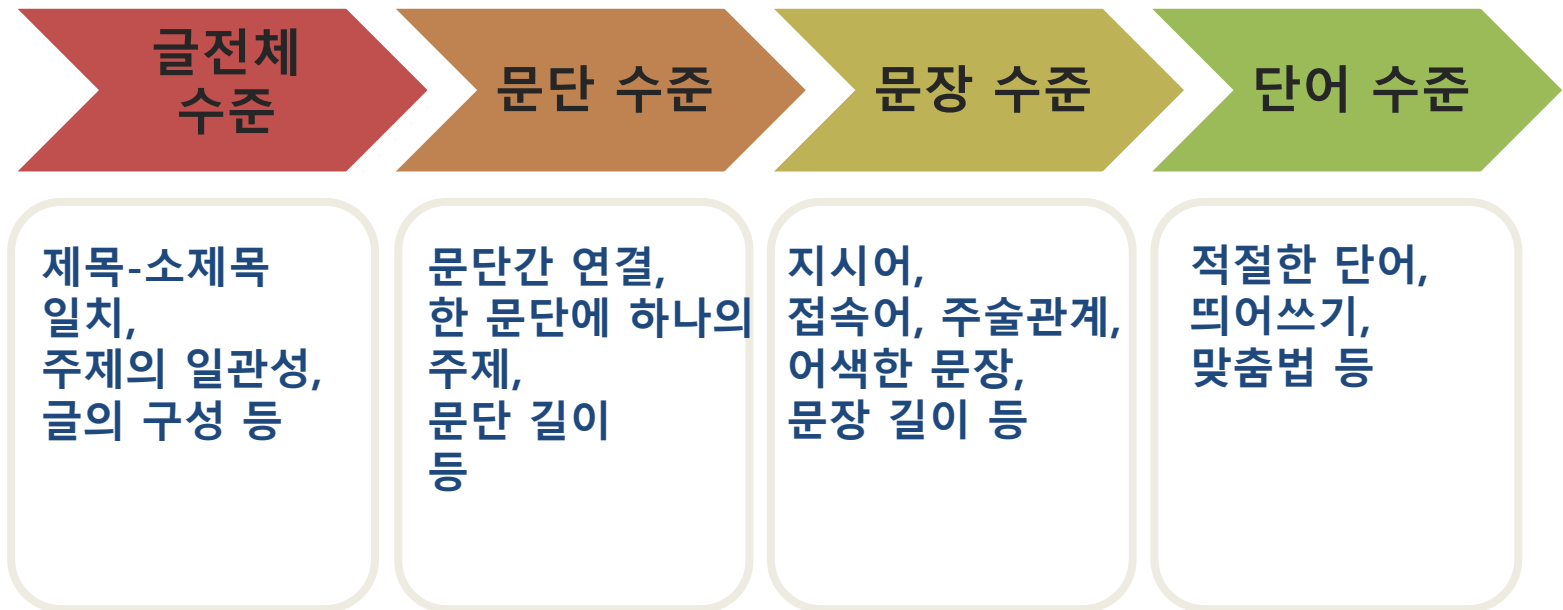 글전체
수준
문단 수준
문장 수준
단어 수준
제목-소제목
일치,
주제의 일관성,
글의 구성 등
문단간 연결,
한 문단에 하나의
주제,
문단 길이
등
지시어,
접속어, 주술관계,
어색한 문장,
문장 길이 등
적절한 단어,
띄어쓰기,
맞춤법 등